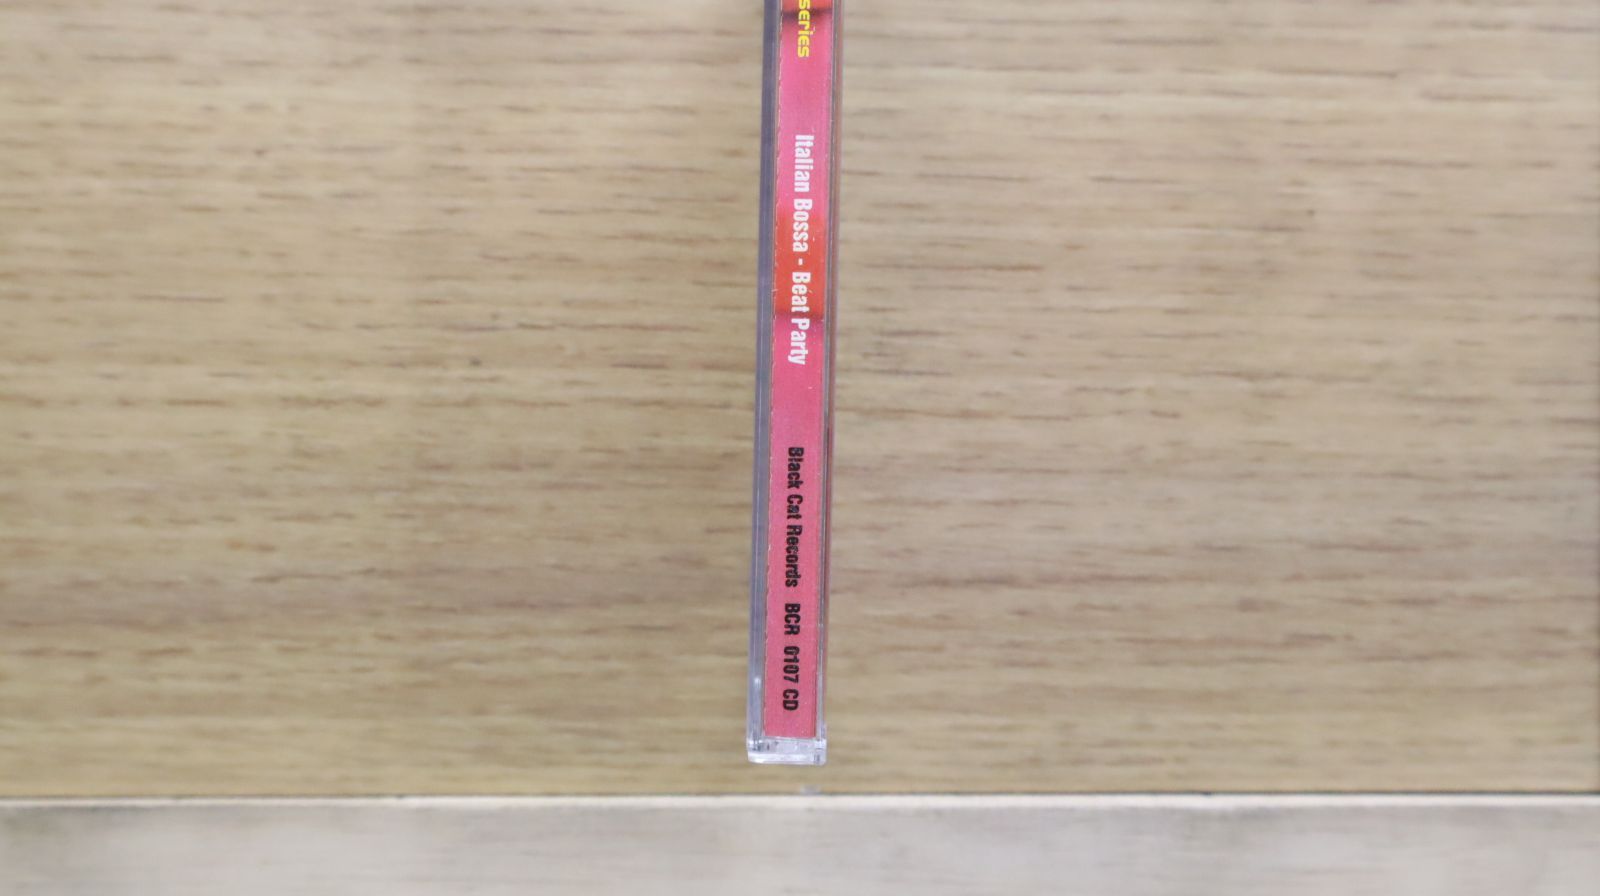 series
Italian Bossa - Beat Party
Black Cat Records BCR 0107 CD